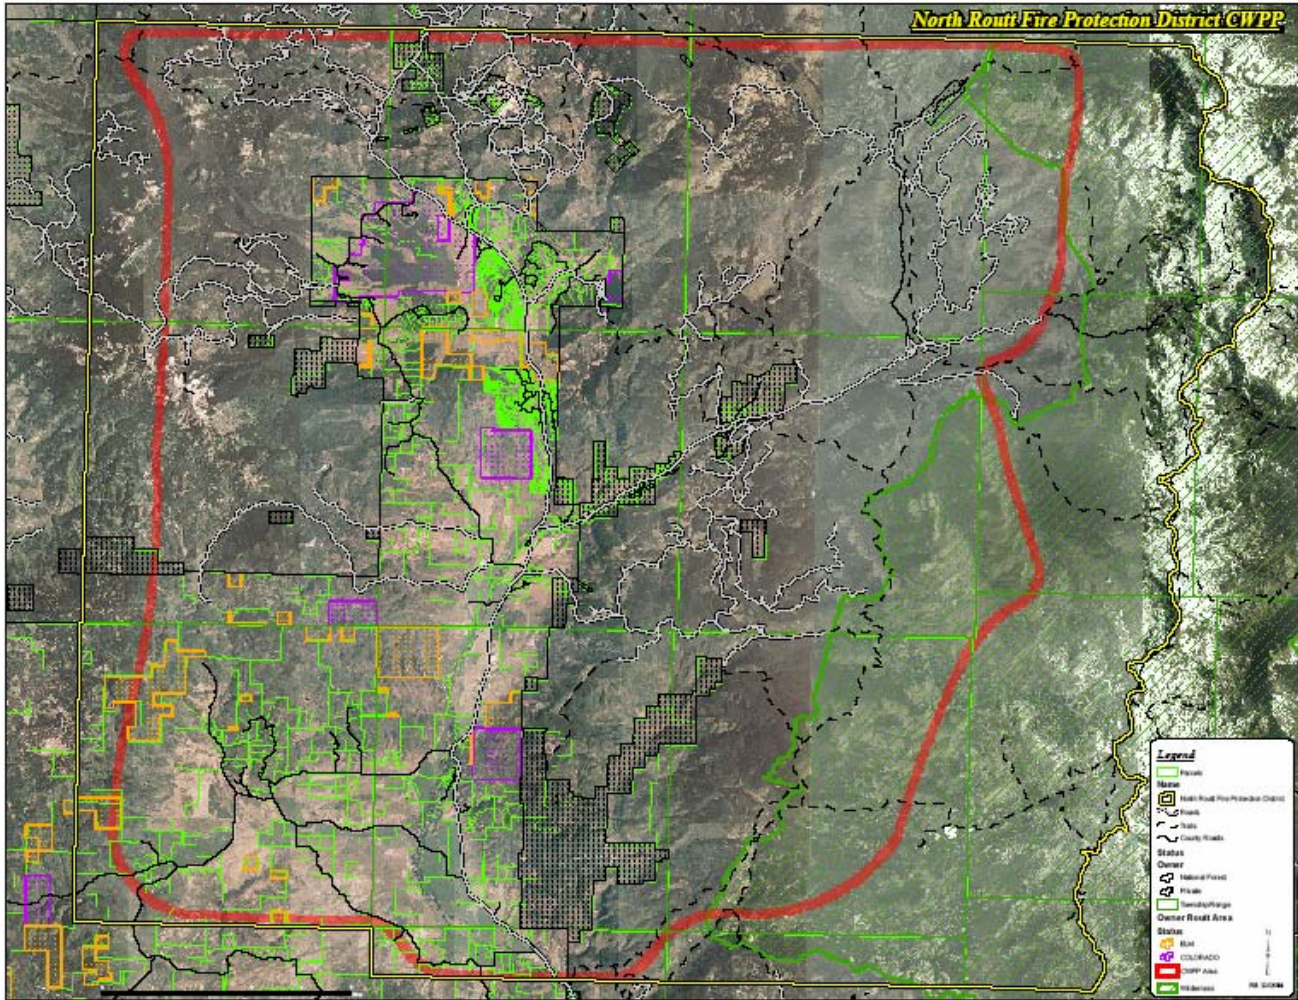 North Routt Fire Protection District CWPP
Legend
Parcels
Name
North Routt Fire Protection District
Roads
Trails
County Roads
Status
Owner
National Forest
Private
Township/Range
Owner Routt Area
Status
BLM
COLORADO
CWPP Area
Wilderness
N